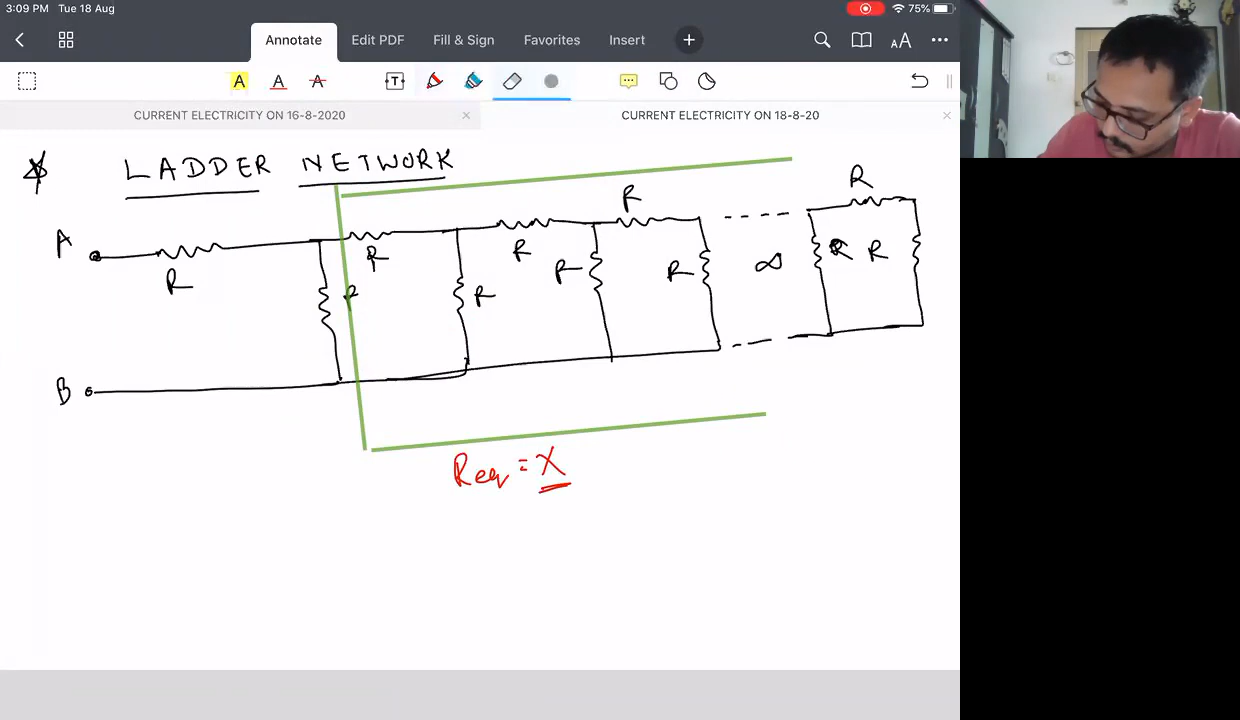 3:09 PM Tue 18 Aug
75%
Annotate Edit PDF Fill & Sign Favorites Insert
CURRENT ELECTRICITY ON 16-8-2020
CURRENT ELECTRICITY ON 18-8-20
LADDER NETWORK
R
R
A
R
R
R
R
R
R
R
∞
R
R
B
Req = X